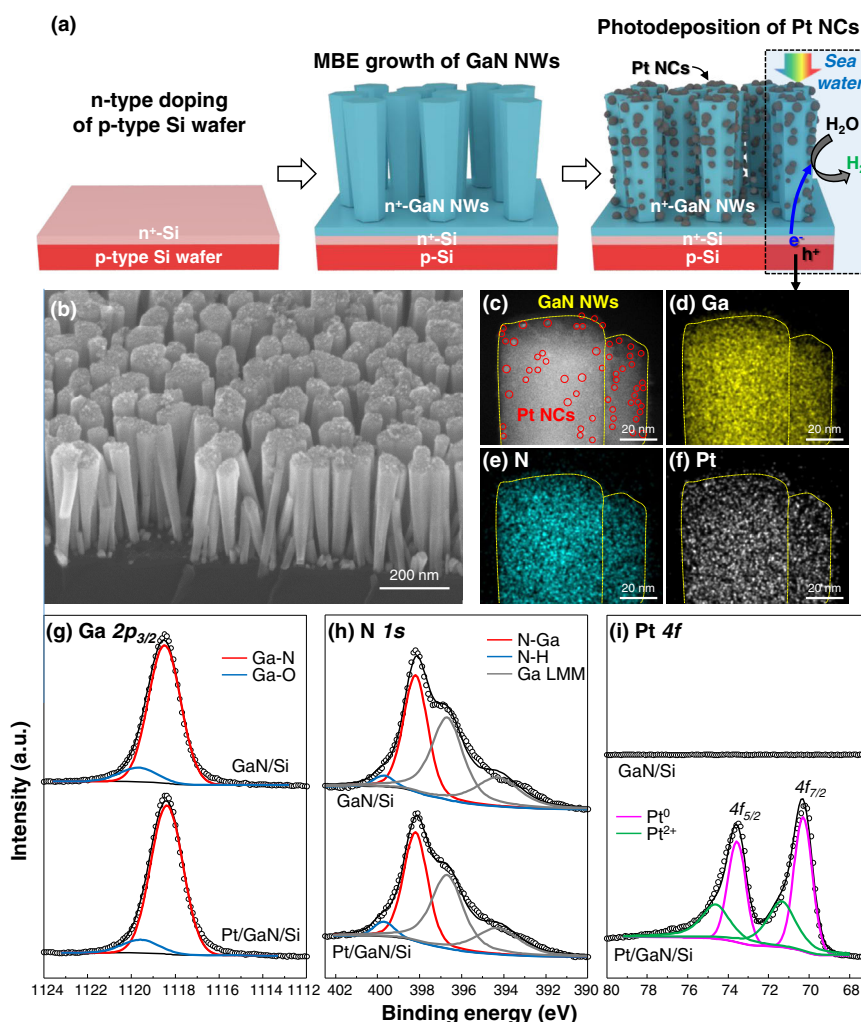 (a)
n-type doping
of p-type Si wafer
n⁺-Si
p-type Si wafer
MBE growth of GaN NWs
n⁺-GaN NWs
n⁺-Si
p-Si
Photodeposition of Pt NCs
Pt NCs
Sea
water
H₂O
H₂
n⁺-GaN NWs
n⁺-Si
e⁻
p-Si
h⁺
(b)
200 nm
(c)
GaN NWs
Pt NCs
20 nm
(d) Ga
20 nm
(e) N
20 nm
(f) Pt
20 nm
(g) Ga 2p₃/₂
Ga-N
Ga-O
GaN/Si
Pt/GaN/Si
1124 1122 1120 1118 1116 1114 1112
(h) N 1s
N-Ga
N-H
Ga LMM
GaN/Si
Pt/GaN/Si
402 400 398 396 394 392 390
(i) Pt 4f
GaN/Si
Pt⁰
Pt²⁺
4f₅/₂
4f₇/₂
Pt/GaN/Si
80 78 76 74 72 70 68
Intensity (a.u.)
Binding energy (eV)